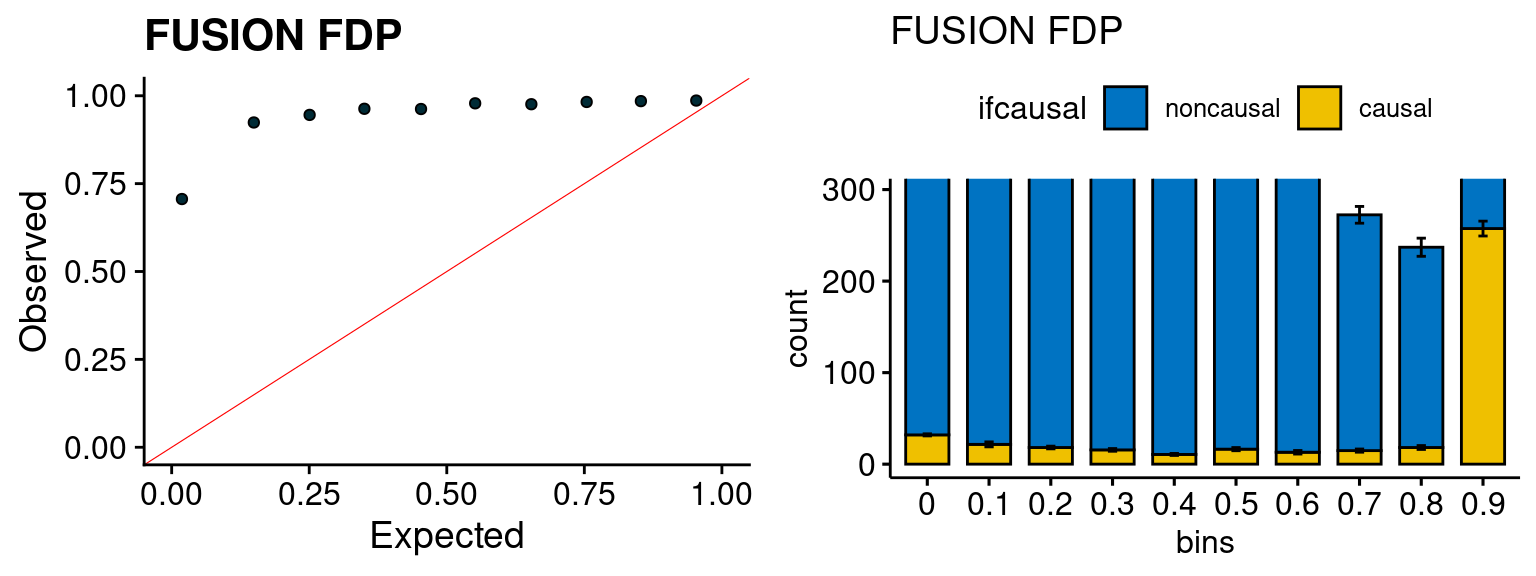 FUSION FDP
1.00
0.75
0.50
0.25
0.00
Observed
0.00 0.25 0.50 0.75 1.00
Expected
FUSION FDP
ifcausal noncausal causal
300
200
100
0
count
0 0.1 0.2 0.3 0.4 0.5 0.6 0.7 0.8 0.9
bins